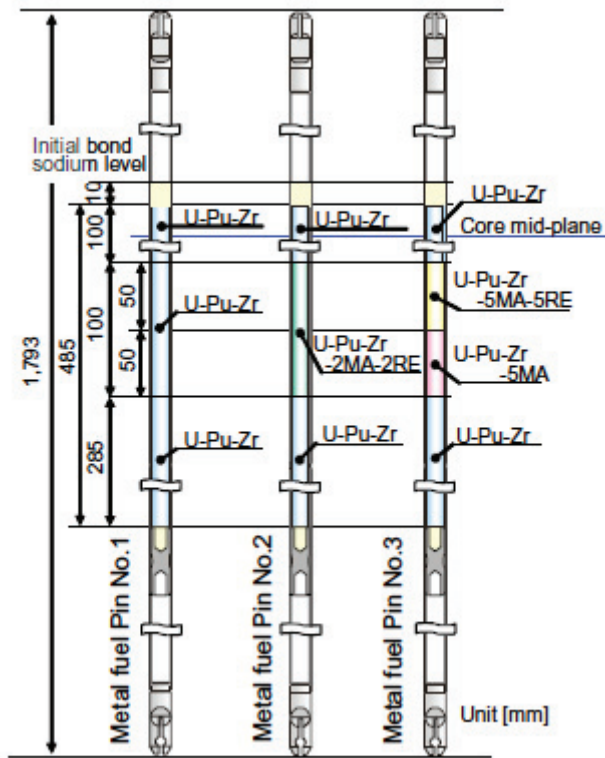 Initial bond
sodium level
10
100
100
285
485
1,793
50
50
U-Pu-Zr
U-Pu-Zr
U-Pu-Zr
Core mid-plane
U-Pu-Zr
U-Pu-Zr
-5MA-5RE
U-Pu-Zr
-2MA-2RE
U-Pu-Zr
-5MA
U-Pu-Zr
U-Pu-Zr
U-Pu-Zr
Metal fuel Pin No.1
Metal fuel Pin No.2
Metal fuel Pin No.3
Unit [mm]